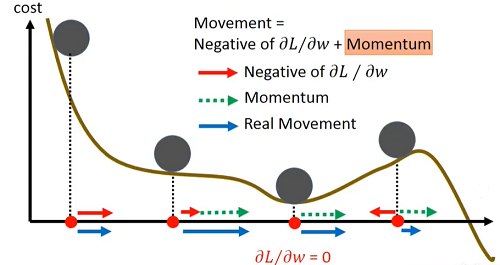 cost
Movement =
Negative of ∂L/∂w + Momentum
Negative of ∂L / ∂w
Momentum
Real Movement
∂L/∂w = 0